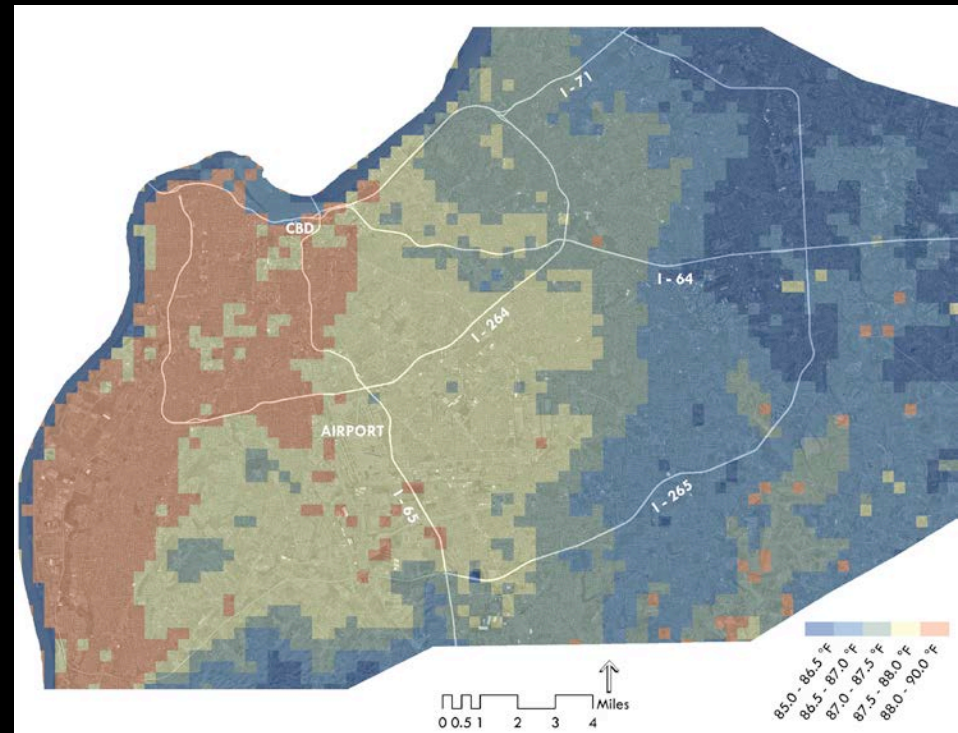 I - 71
CBD
I - 64
I - 264
AIRPORT
I - 65
I - 265
Miles
0 0.5 1 2 3 4
85.0 - 86.5 °F
86.5 - 87.0 °F
87.0 - 87.5 °F
87.5 - 88.0 °F
88.0 - 90.0 °F